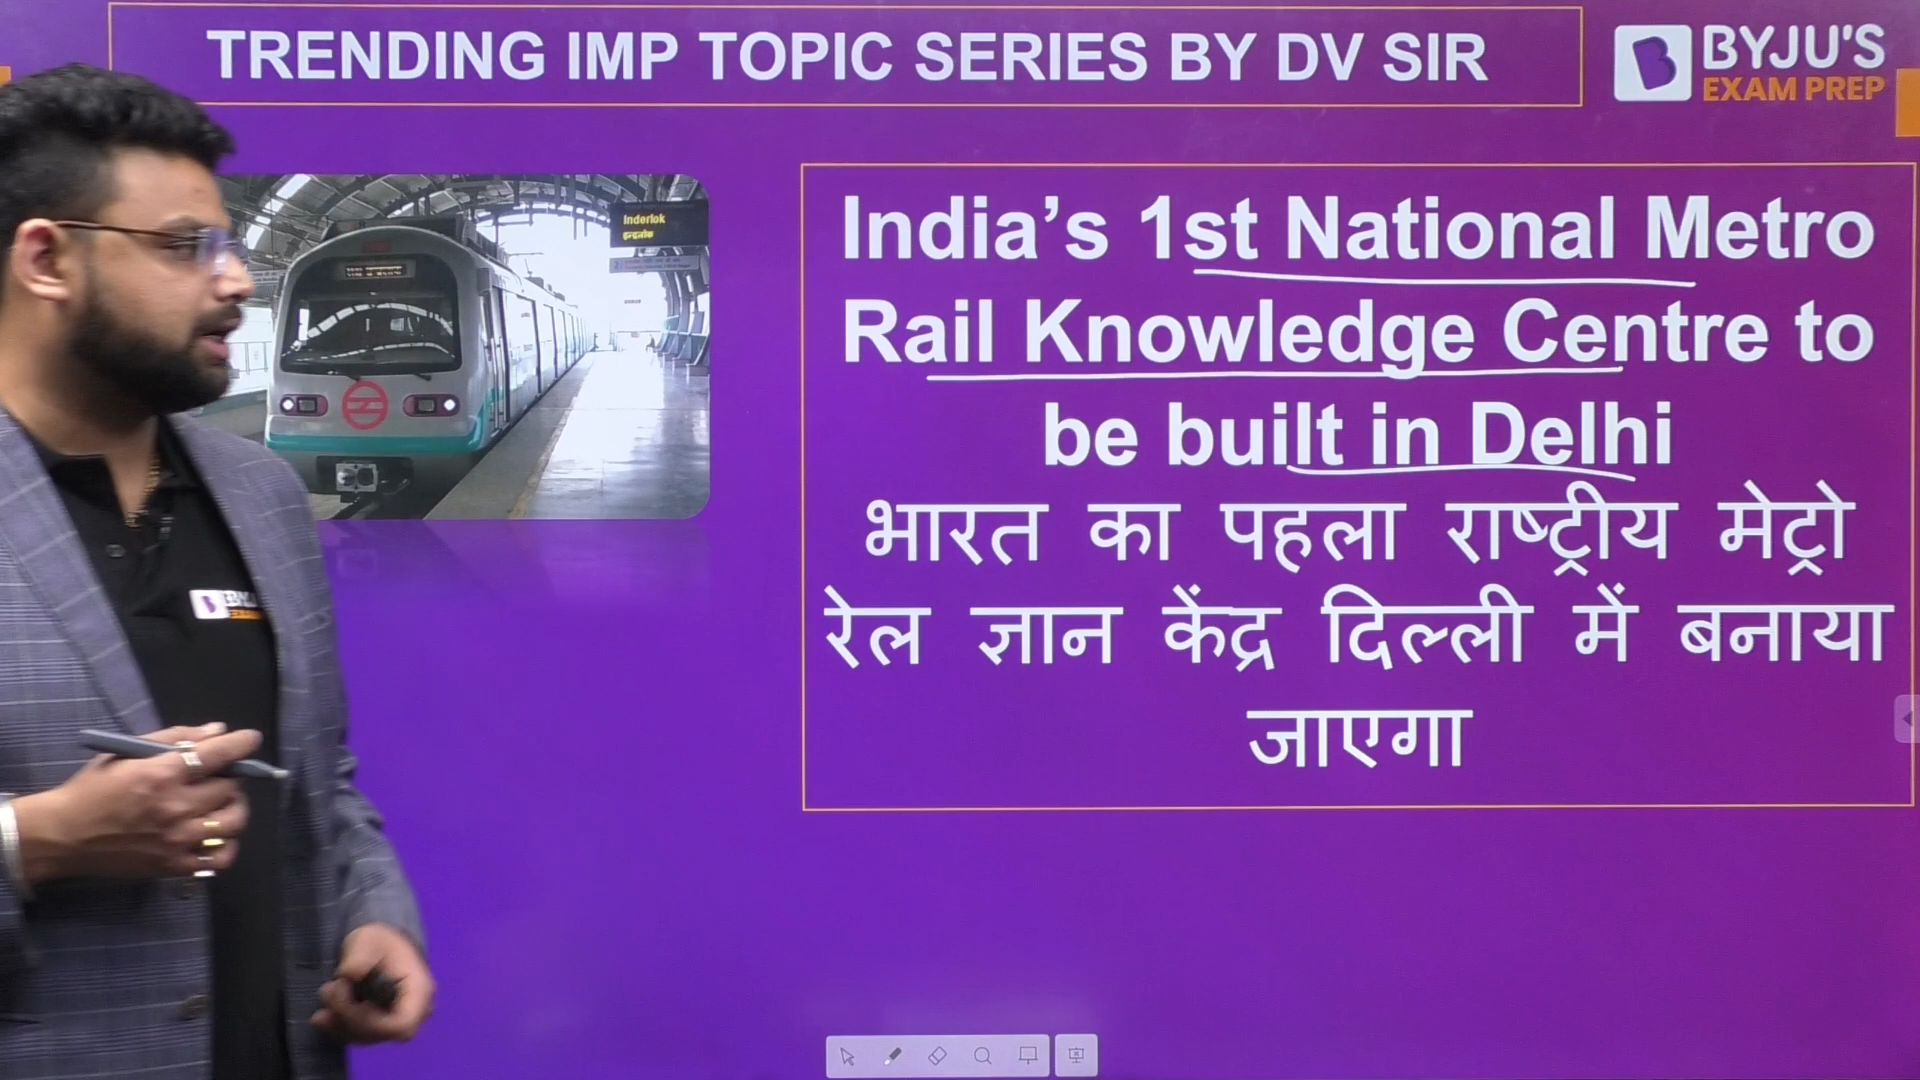 TRENDING IMP TOPIC SERIES BY DV SIR
BYJU'S
EXAM PREP
Inderlok
इन्द्रलोक
India’s 1st National Metro
Rail Knowledge Centre to
be built in Delhi
भारत का पहला राष्ट्रीय मेट्रो
रेल ज्ञान केंद्र दिल्ली में बनाया
जाएगा